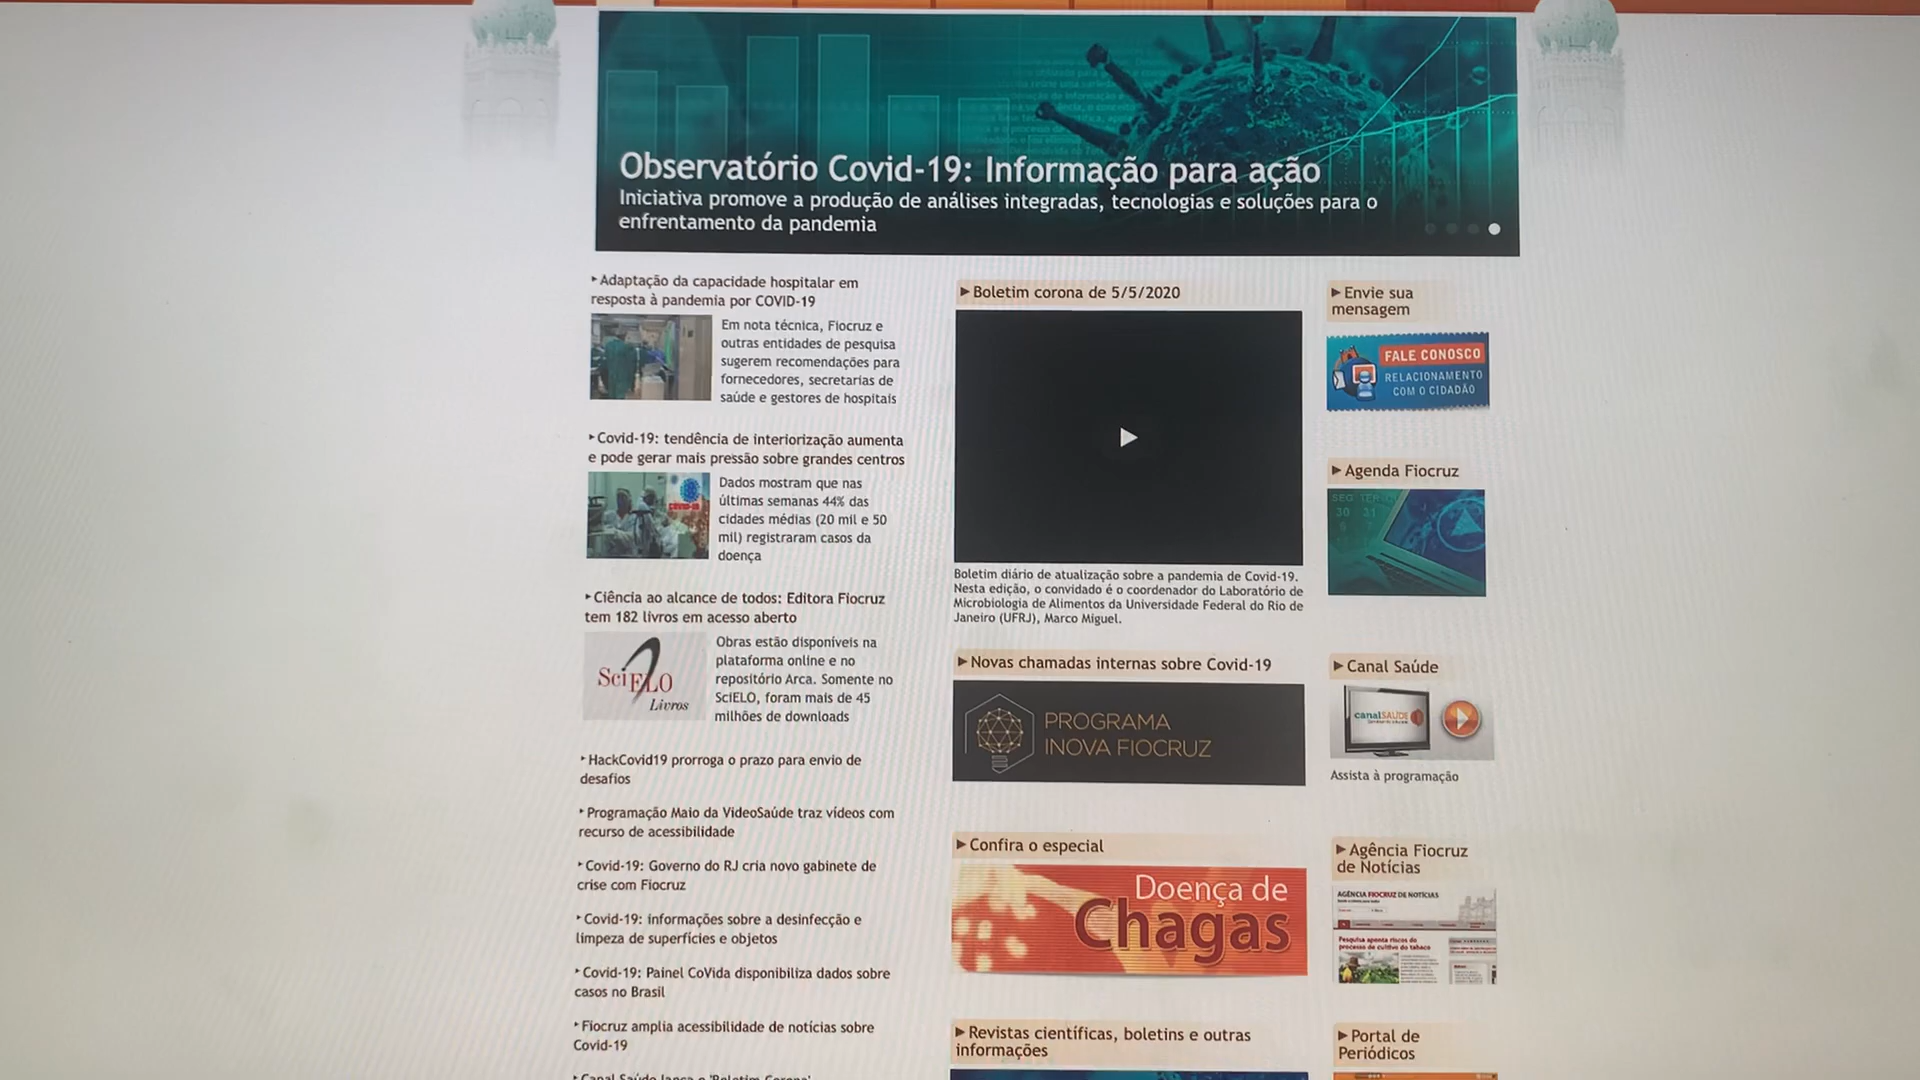 Observatório Covid-19: Informação para ação
Iniciativa promove a produção de análises integradas, tecnologias e soluções para o
enfrentamento da pandemia
Adaptação da capacidade hospitalar em
resposta à pandemia por COVID-19
Em nota técnica, Fiocruz e
outras entidades de pesquisa
sugerem recomendações para
fornecedores, secretarias de
saúde e gestores de hospitais
Covid-19: tendência de interiorização aumenta
e pode gerar mais pressão sobre grandes centros
Dados mostram que nas
últimas semanas 44% das
cidades médias (20 mil e 50
mil) registraram casos da
doença
Ciência ao alcance de todos: Editora Fiocruz
tem 182 livros em acesso aberto
SciELO
Livros
Obras estão disponíveis na
plataforma online e no
repositório Arca. Somente no
SciELO, foram mais de 45
milhões de downloads
HackCovid19 prorroga o prazo para envio de
desafios
Programação Maio da VideoSaúde traz vídeos com
recurso de acessibilidade
Covid-19: Governo do RJ cria novo gabinete de
crise com Fiocruz
Covid-19: informações sobre a desinfecção e
limpeza de superfícies e objetos
Covid-19: Painel CoVida disponibiliza dados sobre
casos no Brasil
Fiocruz amplia acessibilidade de notícias sobre
Covid-19
Canal Saúde lança o 'Boletim Corona'
Boletim corona de 5/5/2020
Boletim diário de atualização sobre a pandemia de Covid-19.
Nesta edição, o convidado é o coordenador do Laboratório de
Microbiologia de Alimentos da Universidade Federal do Rio de
Janeiro (UFRJ), Marco Miguel.
Novas chamadas internas sobre Covid-19
PROGRAMA
INOVA FIOCRUZ
Confira o especial
Doença de
Chagas
Revistas científicas, boletins e outras
informações
Envie sua
mensagem
FALE CONOSCO
RELACIONAMENTO
COM O CIDADÃO
Agenda Fiocruz
SEG TER
30 31
6 7
Canal Saúde
canalSAÚDE
Assista à programação
Agência Fiocruz
de Notícias
AGÊNCIA FIOCRUZ DE NOTÍCIAS
Pesquisa aponta riscos do
processo de cultivo do tabaco
Portal de
Periódicos